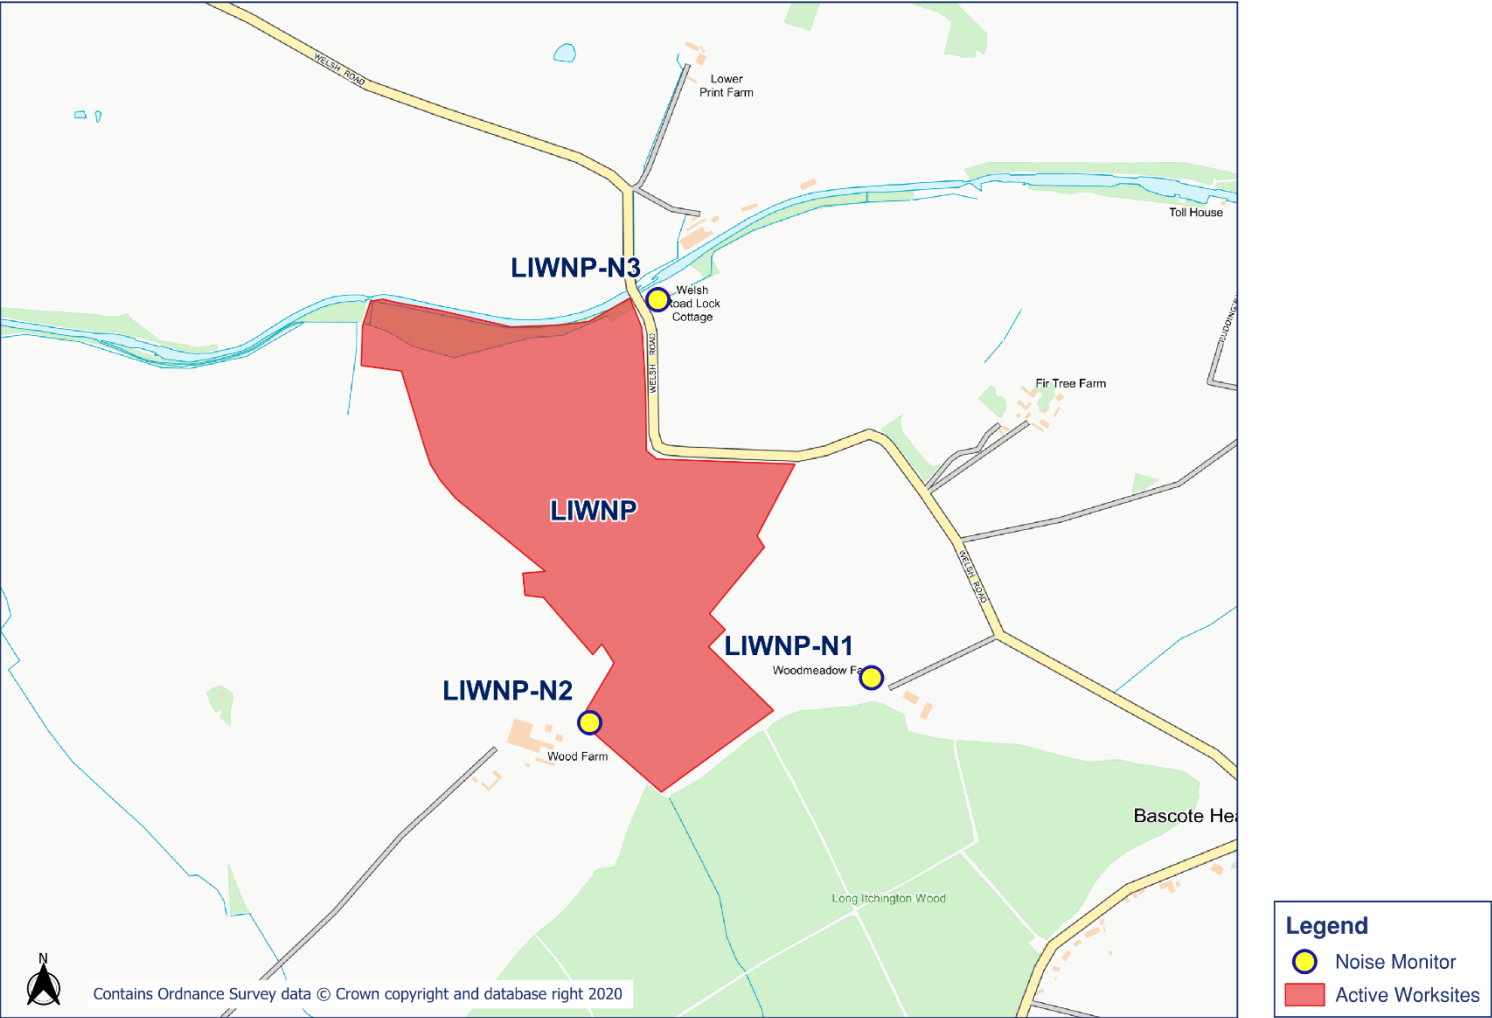 WELSH ROAD
Lower
Print Farm
Toll House
LIWNP-N3
Welsh
oad Lock
Cottage
WELSH ROAD
Fir Tree Farm
LIWNP
WELSH ROAD
LIWNP-N1
Woodmeadow Fa
LIWNP-N2
Wood Farm
Bascote Hea
Long Itchington Wood
N
Contains Ordnance Survey data © Crown copyright and database right 2020
Legend
Noise Monitor
Active Worksites